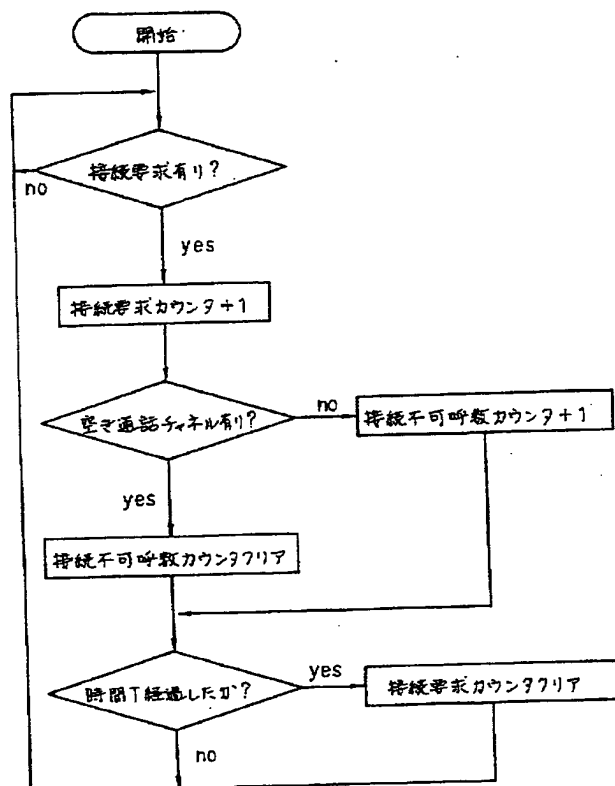 開始
接続要求有り?
no
yes
接続要求カウンタ+1
空き通話チャネル有り?
no
接続不可呼数カウンタ+1
yes
接続不可呼数カウンタクリア
時間T経過したか?
yes
接続要求カウンタクリア
no